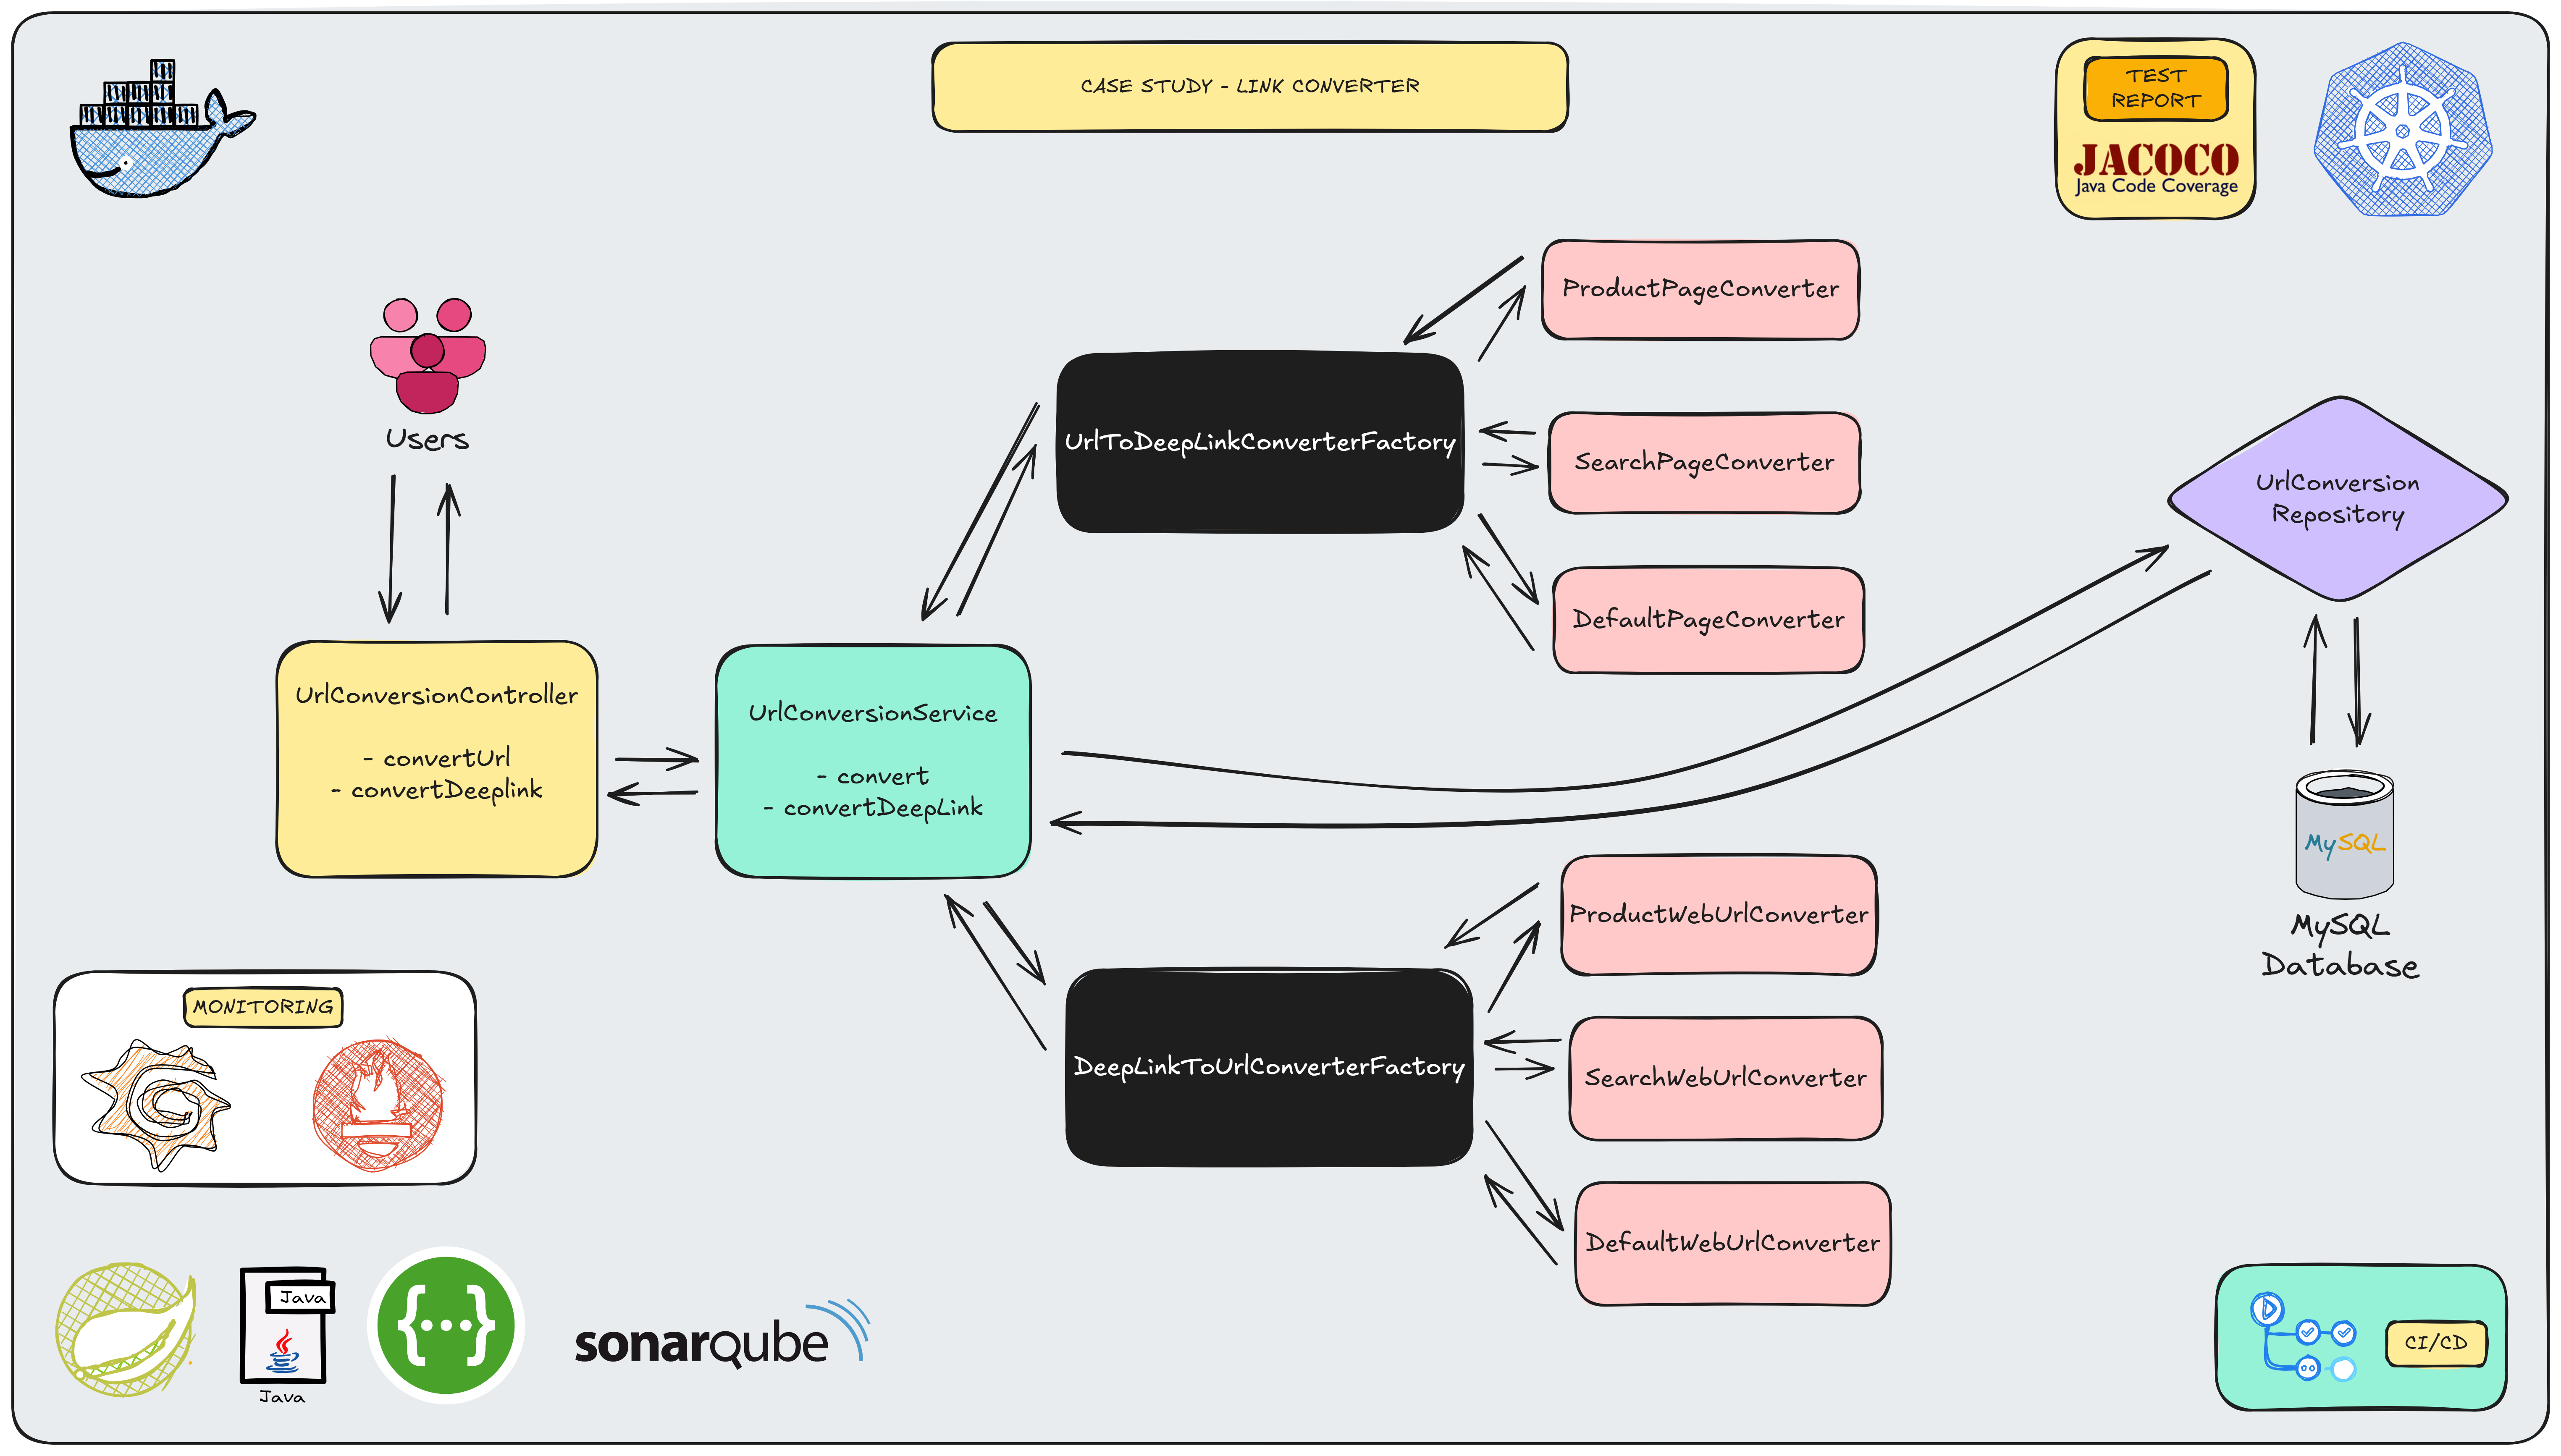 CASE STUDY - LINK CONVERTER
TEST
REPORT
JACOCO
Java Code Coverage
Users
ProductPageConverter
UrlToDeepLinkConverterFactory
SearchPageConverter
DefaultPageConverter
UrlConversion
Repository
UrlConversionController
- convertUrl
- convertDeeplink
UrlConversionService
- convert
- convertDeepLink
MySQL
MySQL
Database
ProductWebUrlConverter
DeepLinkToUrlConverterFactory
SearchWebUrlConverter
DefaultWebUrlConverter
MONITORING
Java
Java
{...}
sonarqube
CI/CD